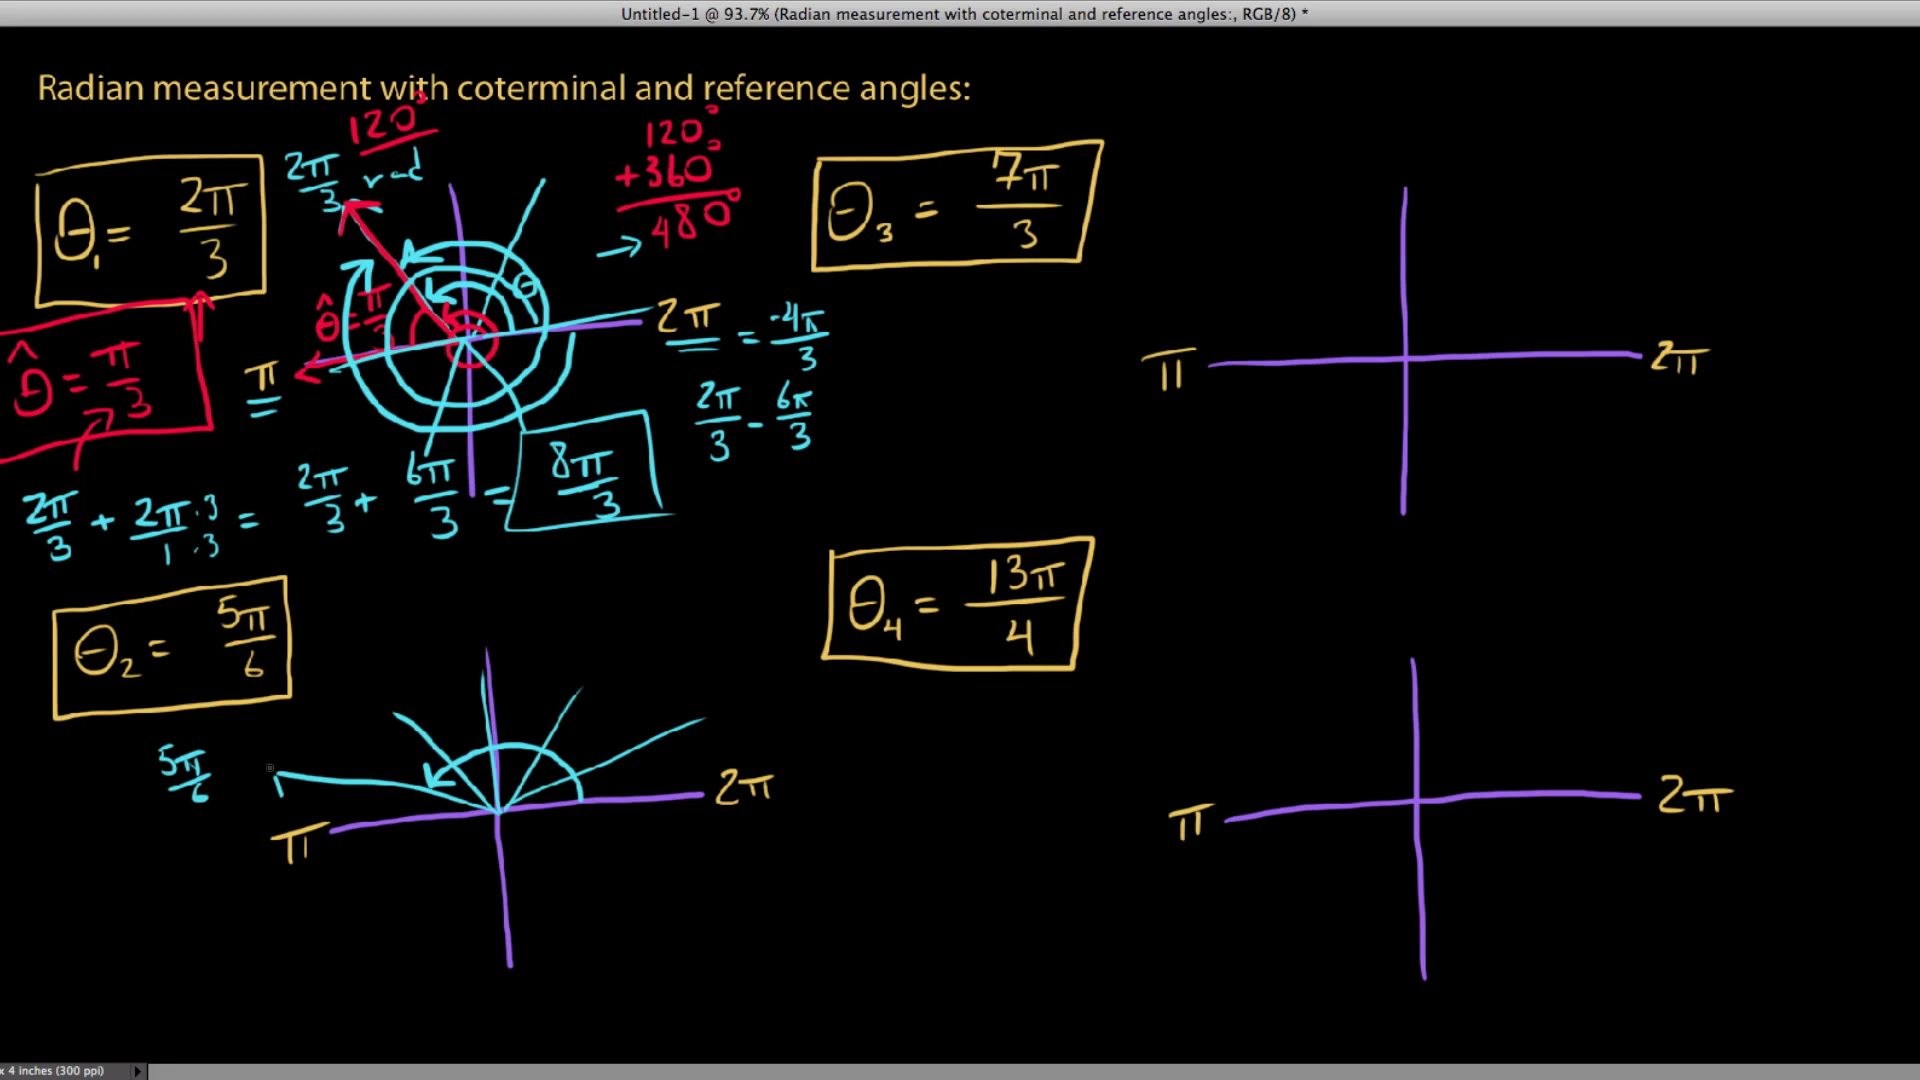 Untitled-1 @ 93.7% (Radian measurement with coterminal and reference angles:, RGB/8) *
Radian measurement with coterminal and reference angles:
θ₁ = 2π/3
2π/3 rad
120°
120°
+360°
480°
→
θ̂ = π/3
θ̂ = π/3
θ
π
2π = -4π/3
2π/3 - 6π/3
2π/3 + 2π/1 ·3/·3 = 2π/3 + 6π/3 = 8π/3
θ₂ = 5π/6
5π/6
π
2π
θ₃ = 7π/3
π
2π
θ₄ = 13π/4
π
2π
x 4 inches (300 ppi)